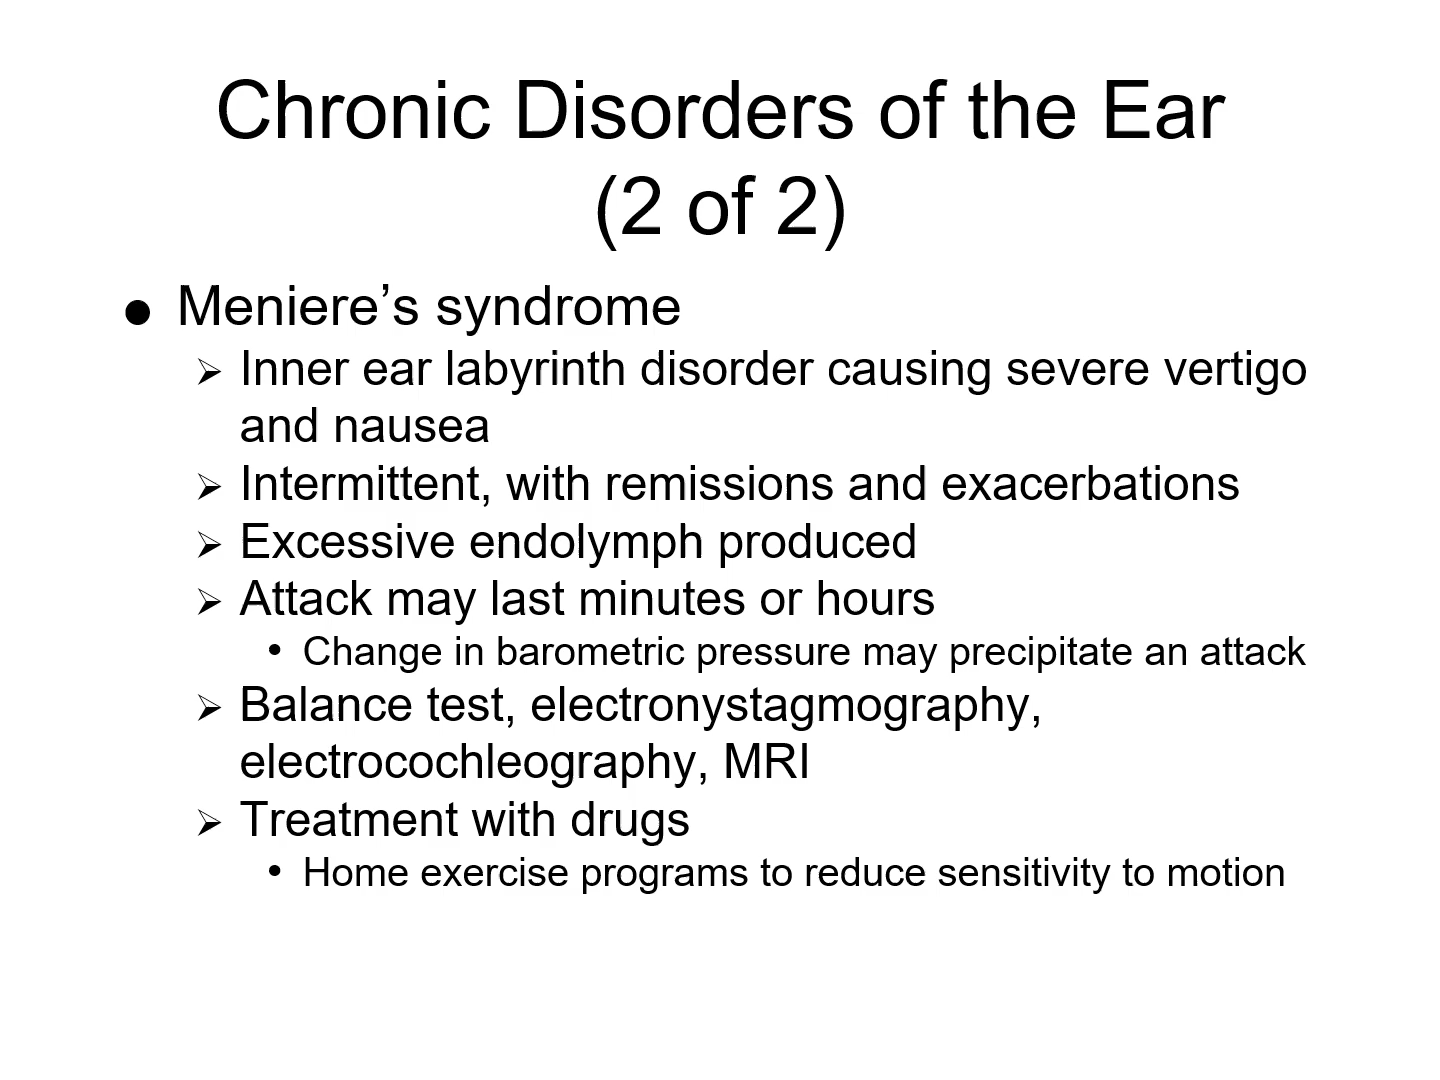 Chronic Disorders of the Ear
(2 of 2)
● Meniere’s syndrome
➢ Inner ear labyrinth disorder causing severe vertigo
and nausea
➢ Intermittent, with remissions and exacerbations
➢ Excessive endolymph produced
➢ Attack may last minutes or hours
• Change in barometric pressure may precipitate an attack
➢ Balance test, electronystagmography,
electrocochleography, MRI
➢ Treatment with drugs
• Home exercise programs to reduce sensitivity to motion